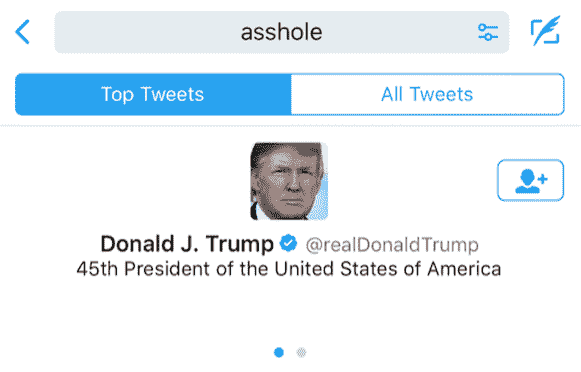 asshole
Top Tweets
All Tweets
Donald J. Trump @realDonaldTrump
45th President of the United States of America